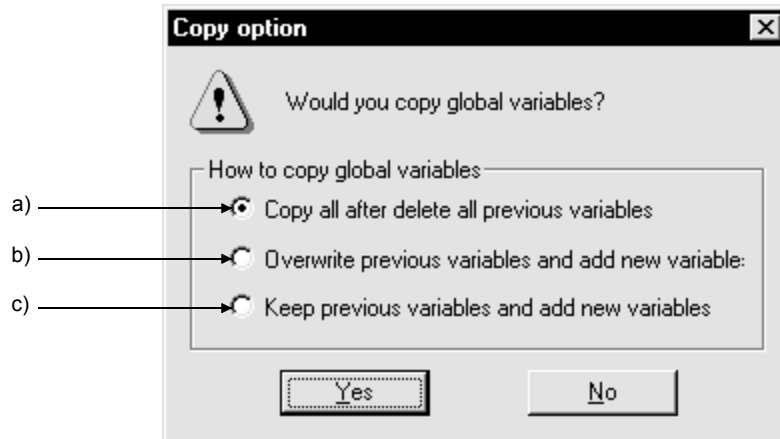 Copy option
Would you copy global variables?
How to copy global variables
a)
Copy all after delete all previous variables
b)
Overwrite previous variables and add new variable:
c)
Keep previous variables and add new variables
Yes
No